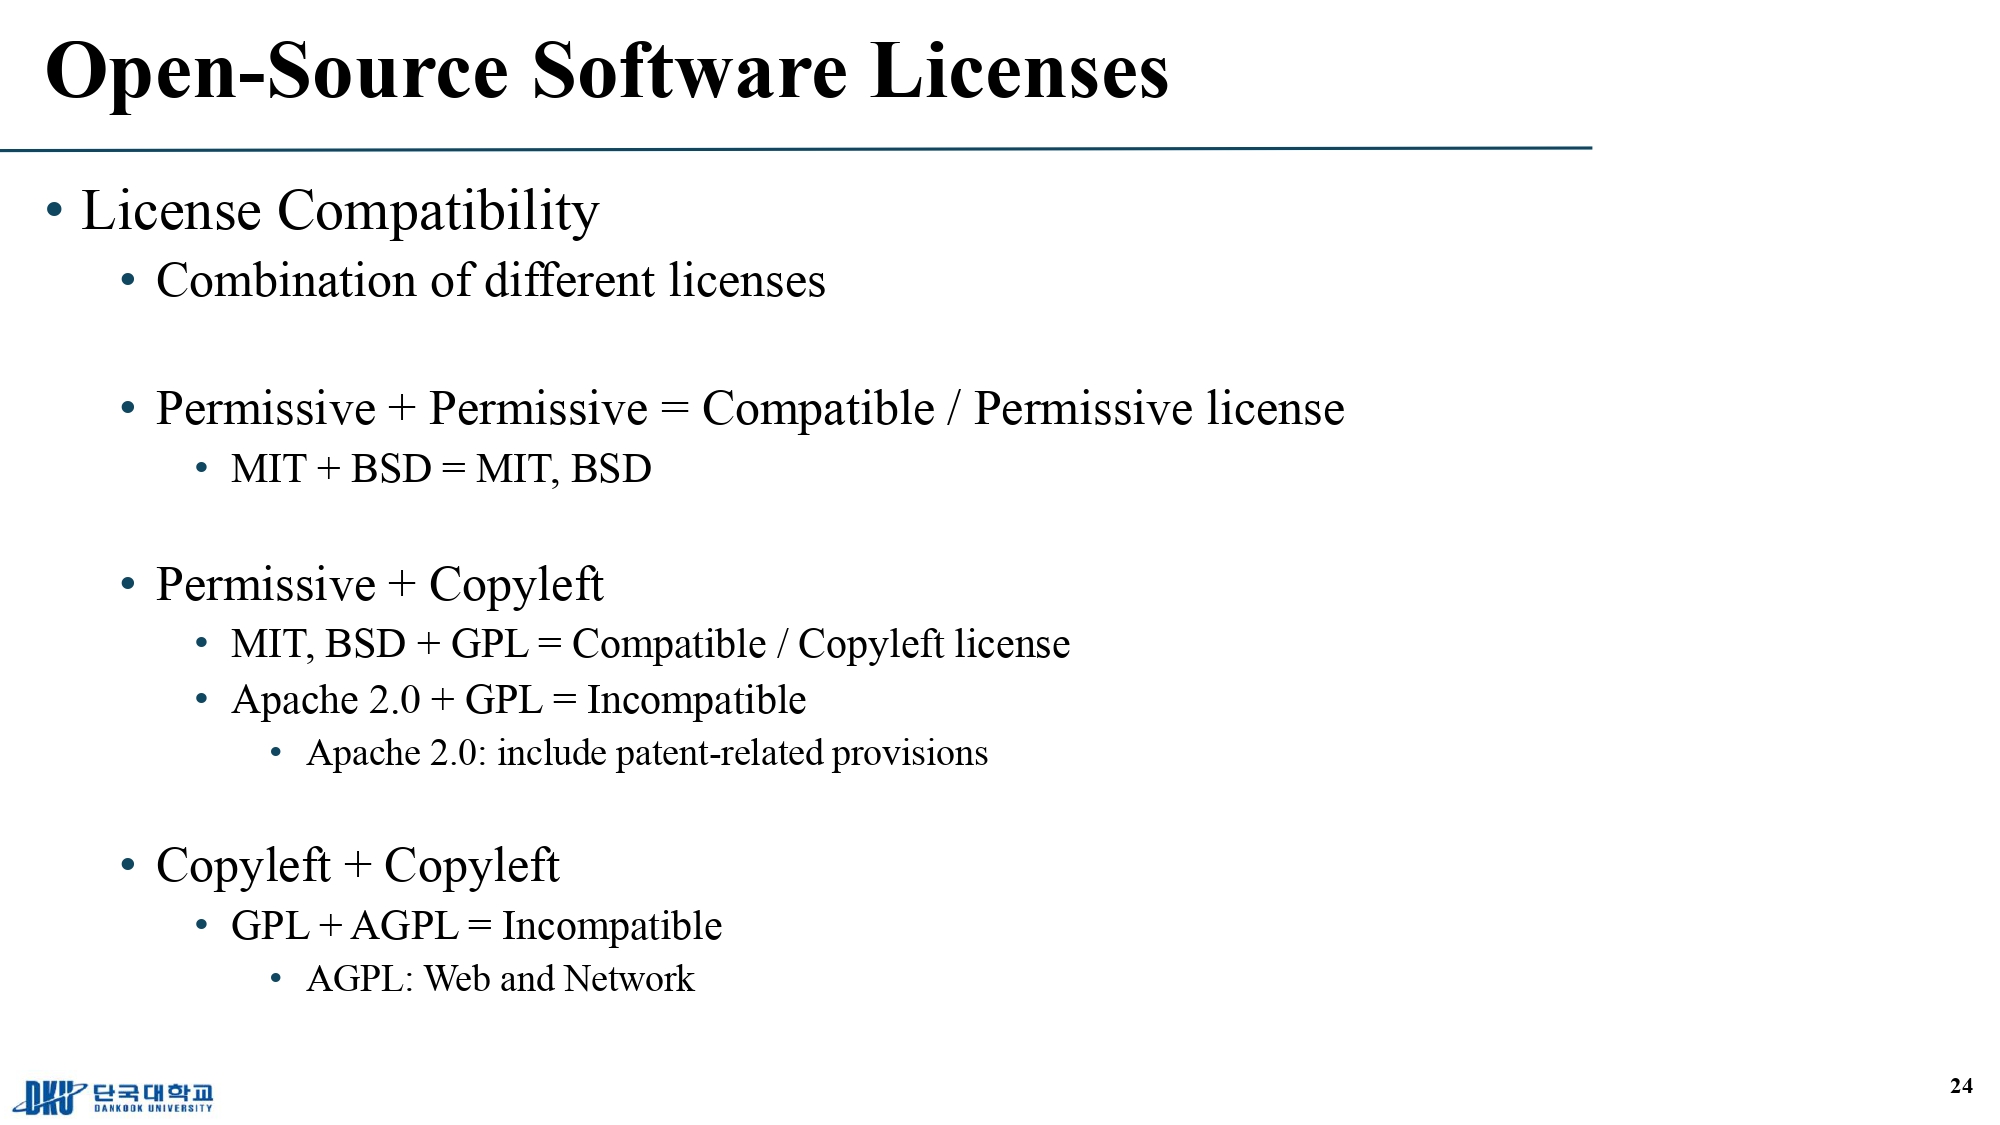 Open-Source Software Licenses
• License Compatibility
• Combination of different licenses
• Permissive + Permissive = Compatible / Permissive license
• MIT + BSD = MIT, BSD
• Permissive + Copyleft
• MIT, BSD + GPL = Compatible / Copyleft license
• Apache 2.0 + GPL = Incompatible
• Apache 2.0: include patent-related provisions
• Copyleft + Copyleft
• GPL + AGPL = Incompatible
• AGPL: Web and Network
DKU 단국대학교
DANKOOK UNIVERSITY
24